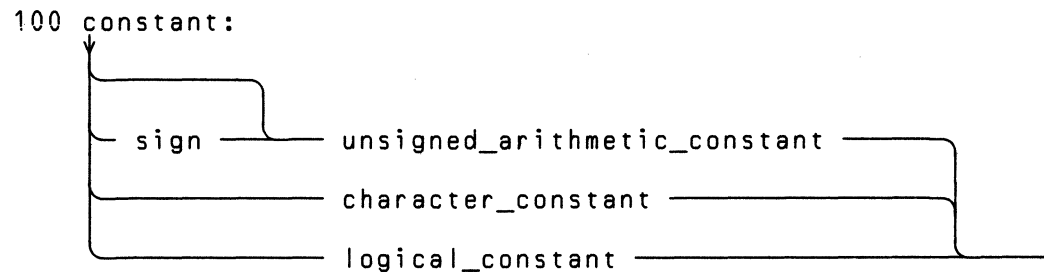 100 constant:
sign unsigned_arithmetic_constant
character_constant
logical_constant